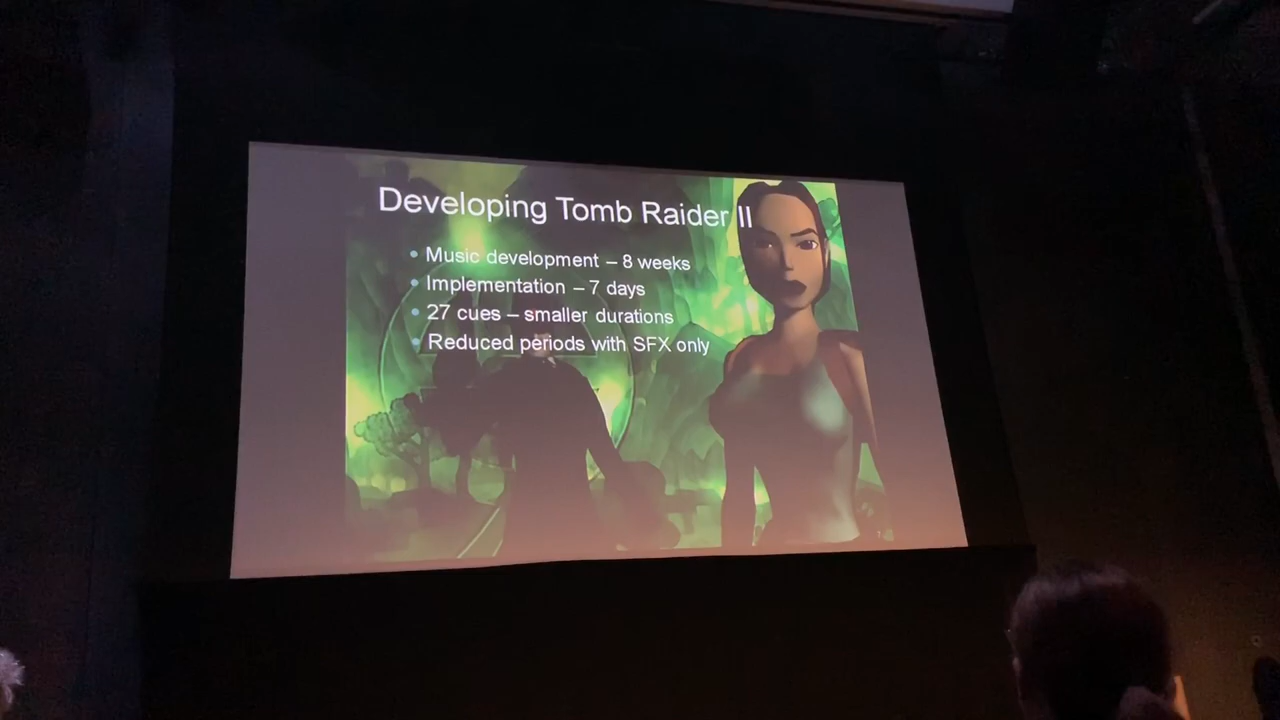 Developing Tomb Raider II
• Music development – 8 weeks
• Implementation – 7 days
• 27 cues – smaller durations
• Reduced periods with SFX only